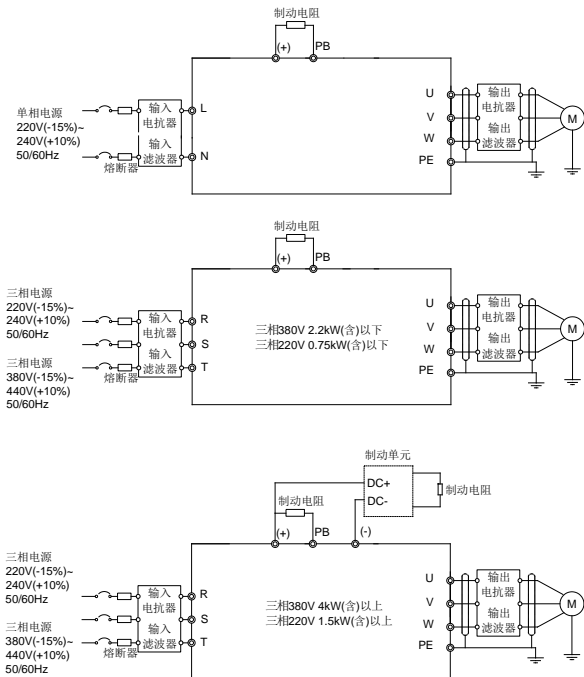 制动电阻
(+)
PB
单相电源
220V(-15%)~
240V(+10%)
50/60Hz
输入
电抗器
输入
滤波器
熔断器
L
N
U
V
W
PE
输出
电抗器
输出
滤波器
M
制动电阻
(+)
PB
三相电源
220V(-15%)~
240V(+10%)
50/60Hz
三相电源
380V(-15%)~
440V(+10%)
50/60Hz
输入
电抗器
输入
滤波器
熔断器
R
S
T
三相380V 2.2kW(含)以下
三相220V 0.75kW(含)以下
U
V
W
PE
输出
电抗器
输出
滤波器
M
制动单元
DC+
DC-
制动电阻
制动电阻
(+)
PB
(-)
三相电源
220V(-15%)~
240V(+10%)
50/60Hz
三相电源
380V(-15%)~
440V(+10%)
50/60Hz
输入
电抗器
输入
滤波器
熔断器
R
S
T
三相380V 4kW(含)以上
三相220V 1.5kW(含)以上
U
V
W
PE
输出
电抗器
输出
滤波器
M